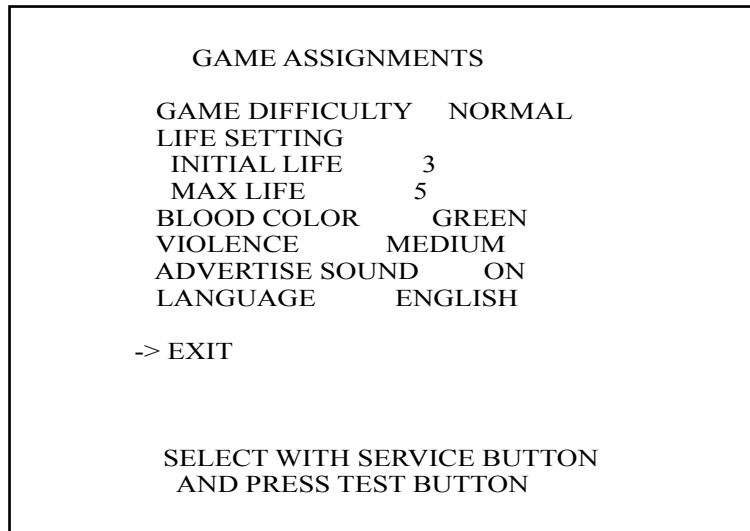 GAME ASSIGNMENTS
GAME DIFFICULTY NORMAL
LIFE SETTING
INITIAL LIFE 3
MAX LIFE 5
BLOOD COLOR GREEN
VIOLENCE MEDIUM
ADVERTISE SOUND ON
LANGUAGE ENGLISH
-> EXIT
SELECT WITH SERVICE BUTTON
AND PRESS TEST BUTTON